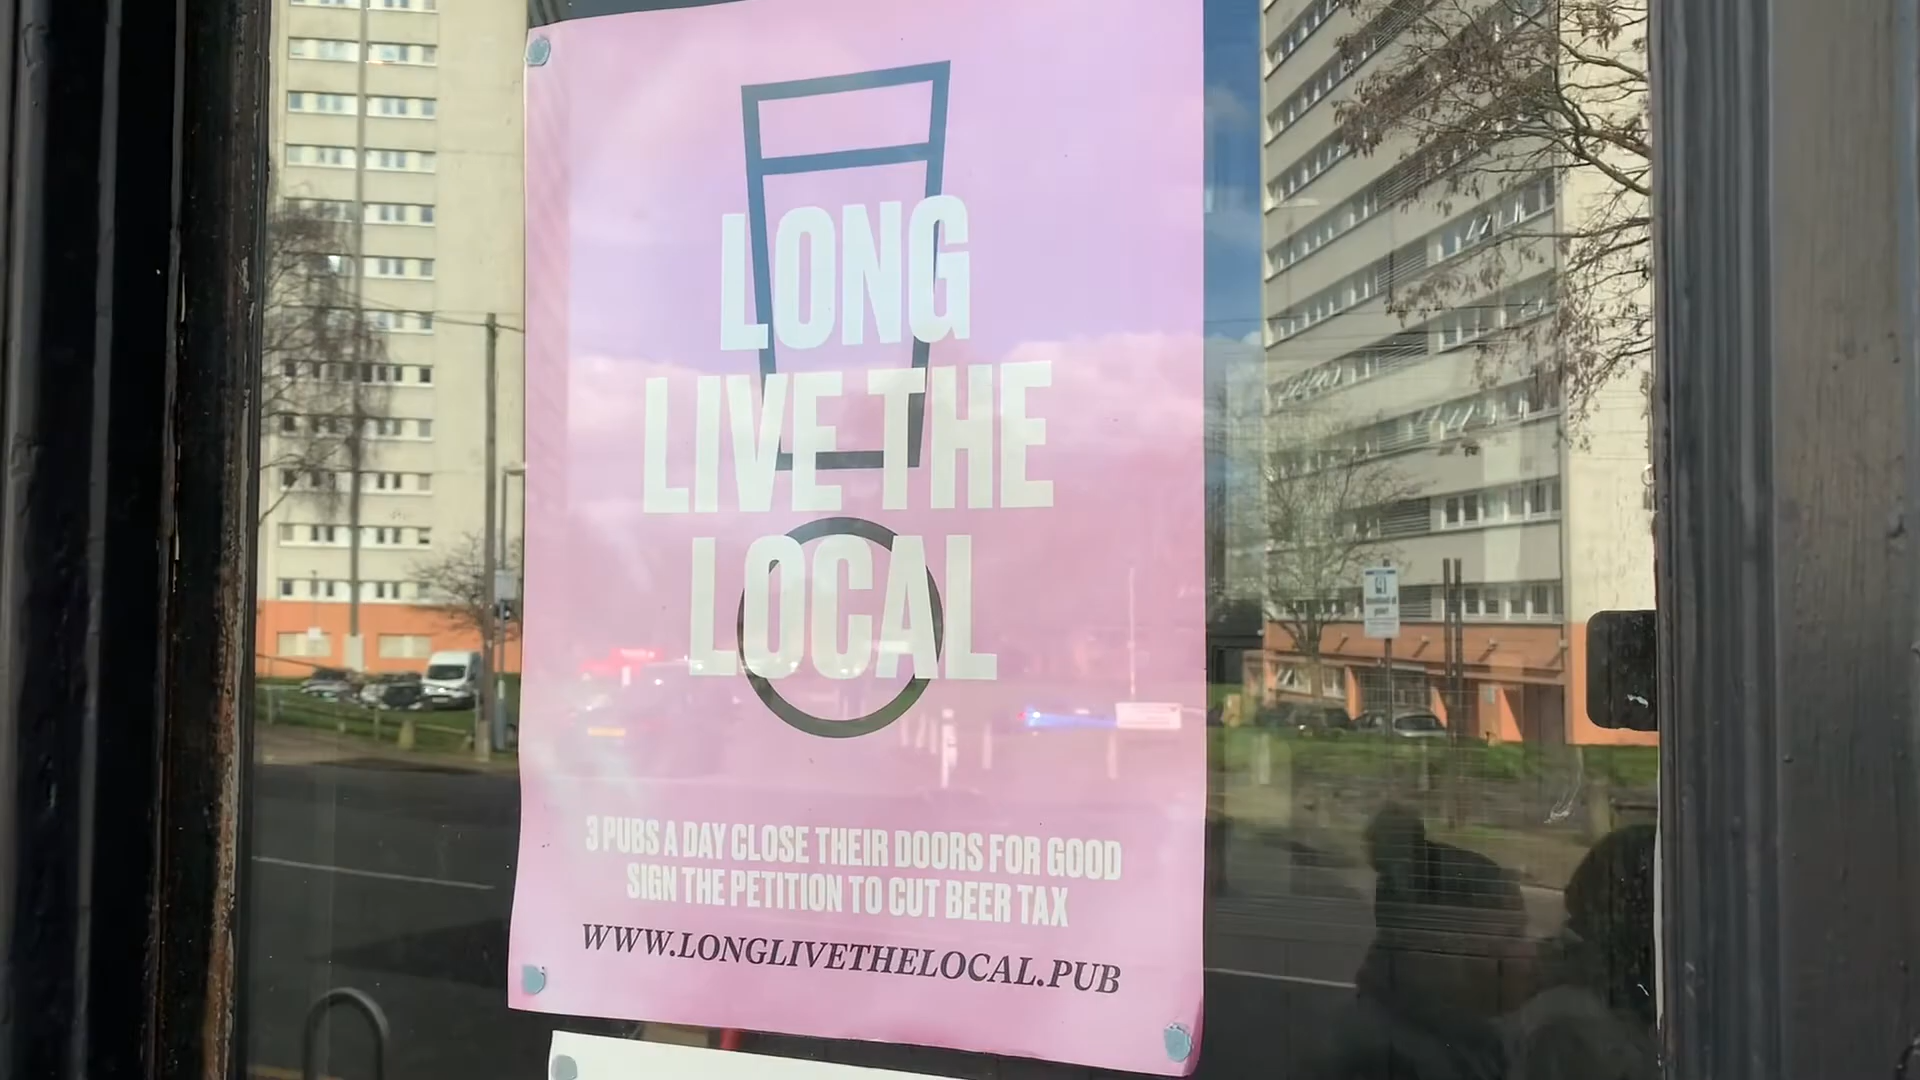 LONG
LIVE THE
LOCAL
3 PUBS A DAY CLOSE THEIR DOORS FOR GOOD
SIGN THE PETITION TO CUT BEER TAX
WWW.LONGLIVETHELOCAL.PUB